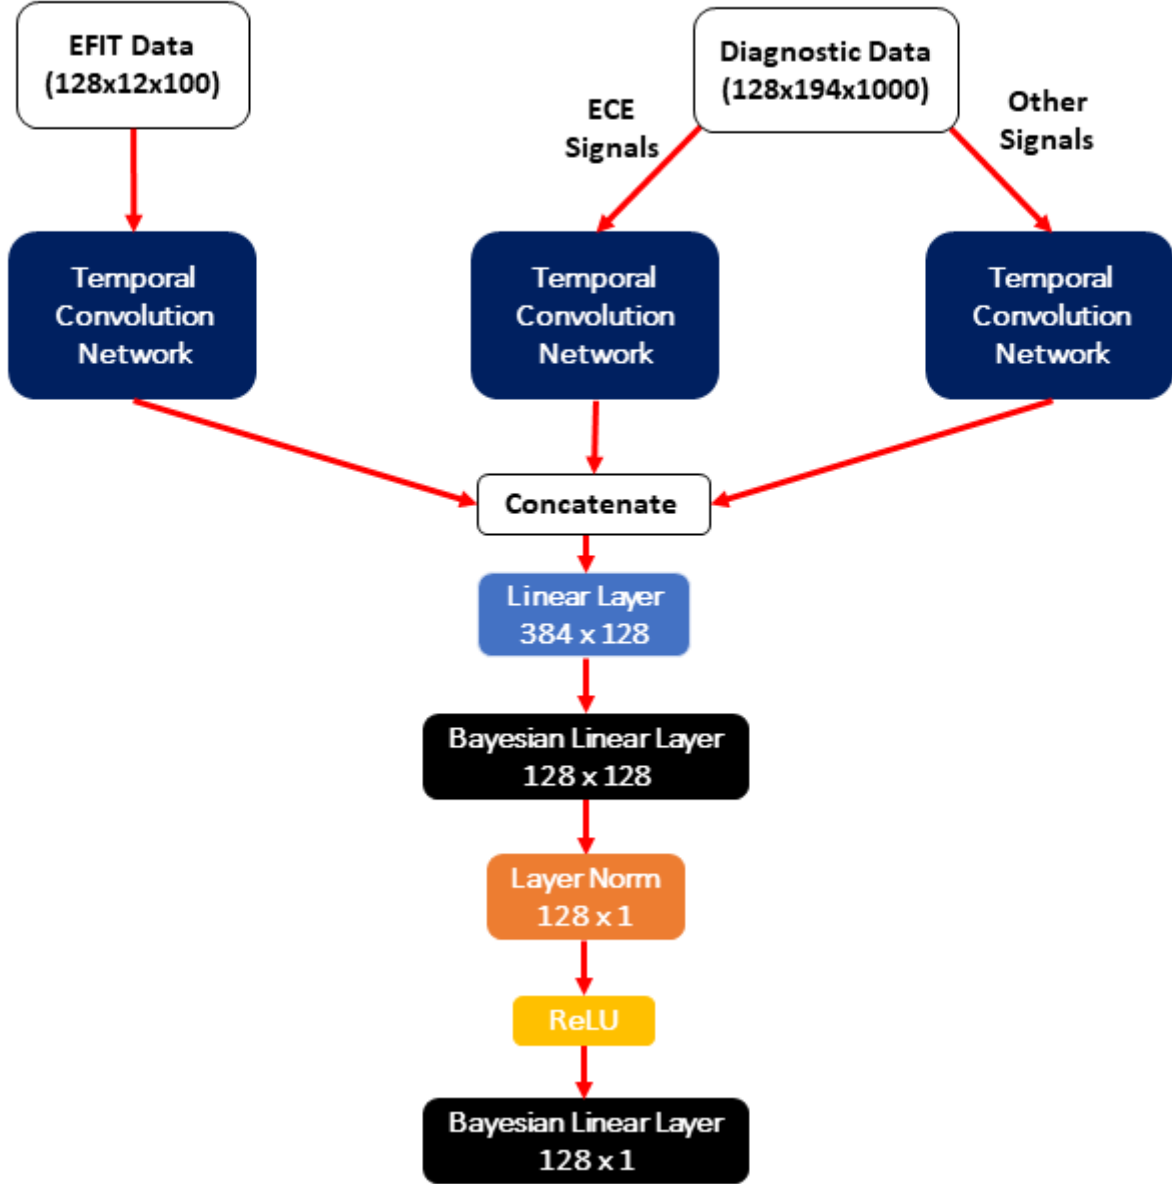 EFIT Data
(128x12x100)
Diagnostic Data
(128x194x1000)
ECE
Signals
Other
Signals
Temporal
Convolution
Network
Temporal
Convolution
Network
Temporal
Convolution
Network
Concatenate
Linear Layer
384 x 128
Bayesian Linear Layer
128 x 128
Layer Norm
128 x 1
ReLU
Bayesian Linear Layer
128 x 1